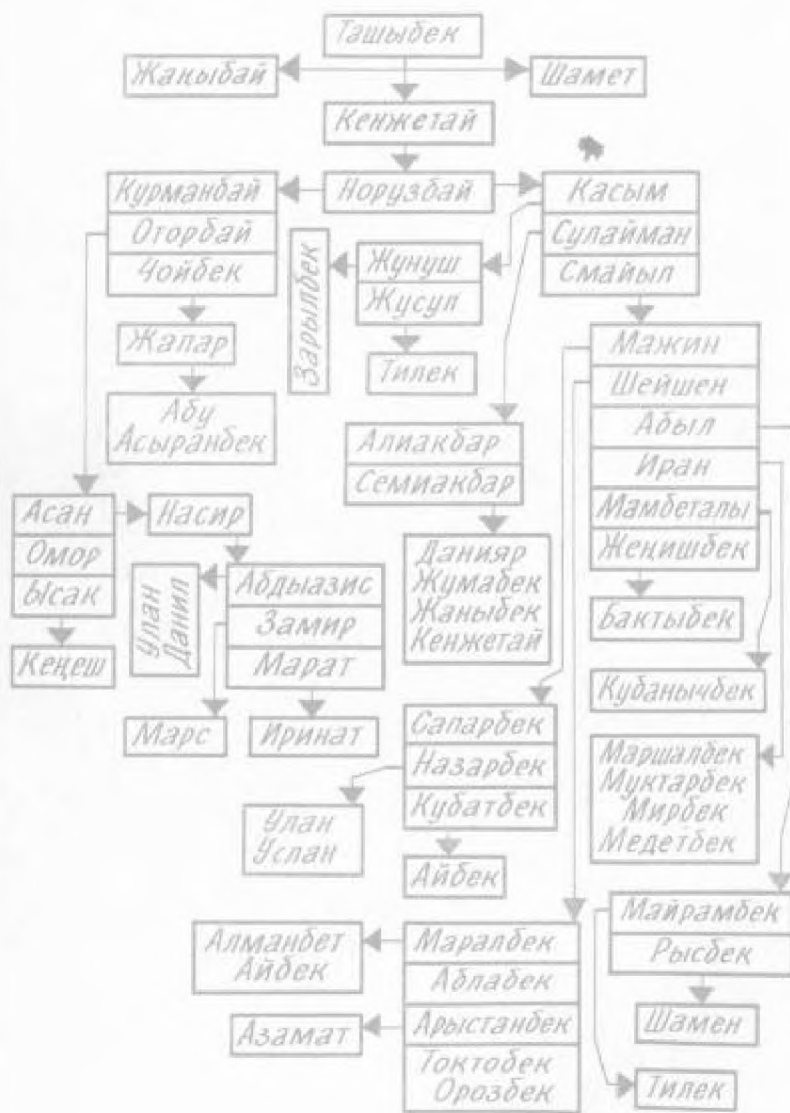 Ташыбек
Жаңыбай
Шамет
Кенжетай
Курманбай
Норузбай
Касым
Оторбай
Сулайман
Чойбек
Смайыл
Зарылбек
Жунуш
Жусуп
Жапар
Тилек
Мажин
Шейшен
Абыл
Иран
Мамбеталы
Жеңишбек
Абу
Асыранбек
Алиакбар
Семиакбар
Асан
Омор
Ысак
Насир
Данияр
Жумабек
Жаныбек
Кенжетай
Улан
Данил
Абдыазис
Замир
Марат
Бактыбек
Кеңеш
Кубанычбек
Марс
Иринат
Сапарбек
Назарбек
Кубатбек
Маршалбек
Муктарбек
Мирбек
Медетбек
Улан
Услан
Айбек
Майрамбек
Рысбек
Алманбет
Айбек
Маралбек
Аблабек
Арыстанбек
Токтобек
Орозбек
Азамат
Шамен
Тилек